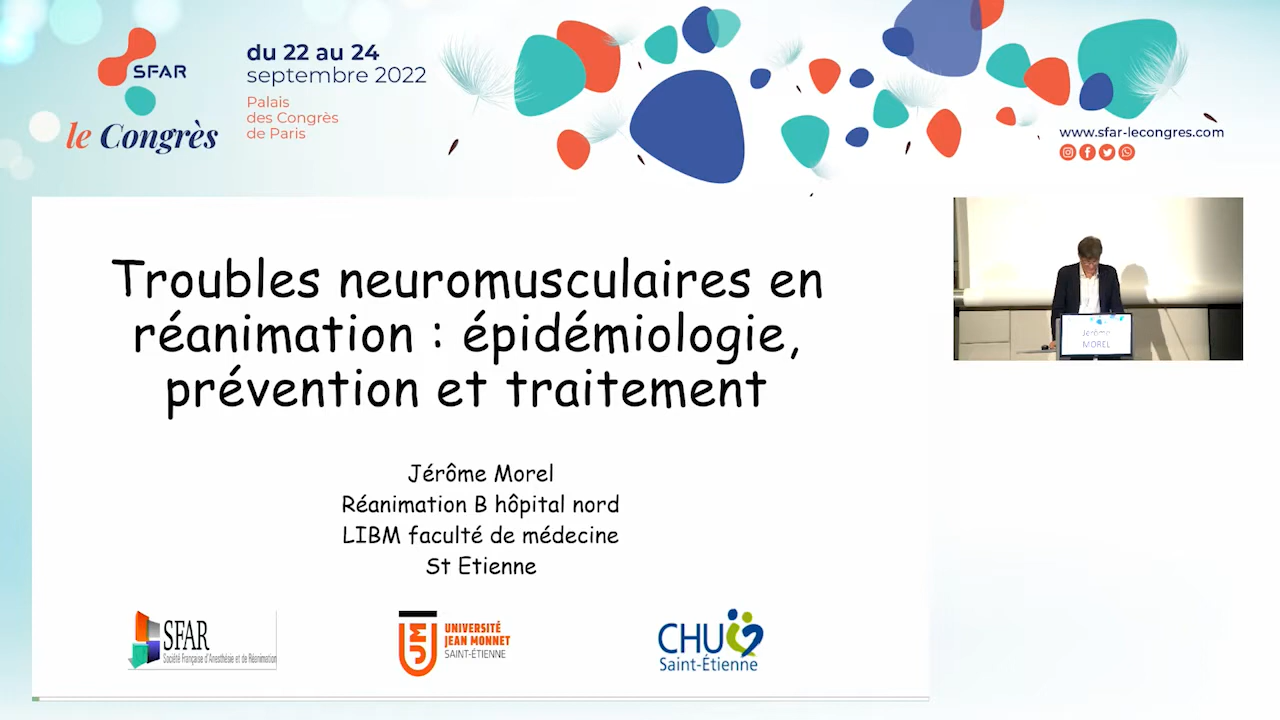 SFAR
le Congrès
du 22 au 24
septembre 2022
Palais
des Congrès
de Paris
www.sfar-lecongres.com
Troubles neuromusculaires en
réanimation : épidémiologie,
prévention et traitement
Jérôme Morel
Réanimation B hôpital nord
LIBM faculté de médecine
St Etienne
SFAR
Société Française d'Anesthésie et de Réanimation
UJM
UNIVERSITÉ
JEAN MONNET
SAINT-ÉTIENNE
CHU
Saint-Étienne
Jérôme
MOREL